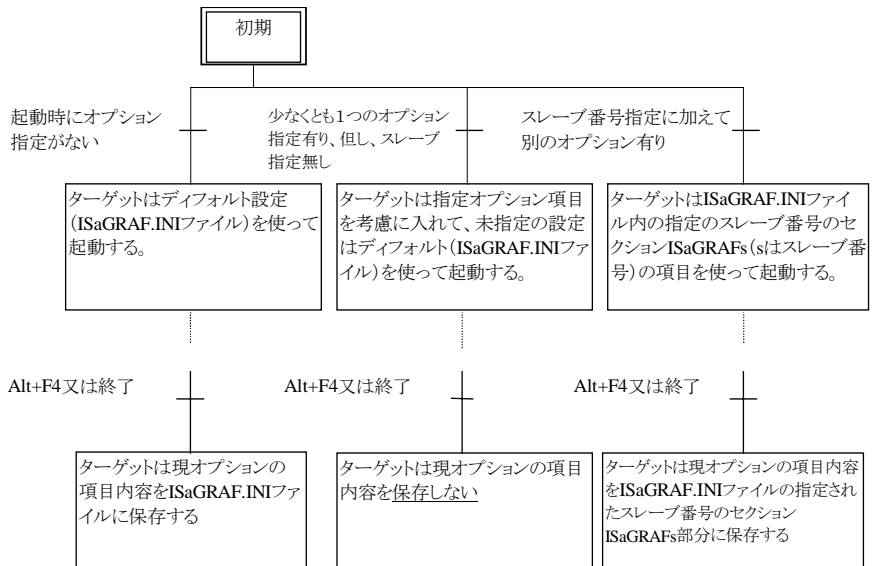 初期
起動時にオプション
指定がない
少なくとも1つのオプション
指定有り、但し、スレーブ
指定無し
スレーブ番号指定に加えて
別のオプション有り
ターゲットはディフォルト設定
(ISaGRAF.INIファイル)を使って
起動する。
ターゲットは指定オプション項目
を考慮に入れて、未指定の設定
はディフォルト(ISaGRAF.INIファ
イル)を使って起動する。
ターゲットはISaGRAF.INIファイ
ル内の指定のスレーブ番号のセ
クションISaGRAFs(sはスレーブ番
号)の項目を使って起動する。
Alt+F4又は終了
Alt+F4又は終了
Alt+F4又は終了
ターゲットは現オプションの
項目内容をISaGRAF.INIファ
イルに保存する
ターゲットは現オプションの項目
内容を保存しない
ターゲットは現オプションの項目内容
をISaGRAF.INIファイルの指定され
たスレーブ番号のセクション
ISaGRAFs部分に保存する